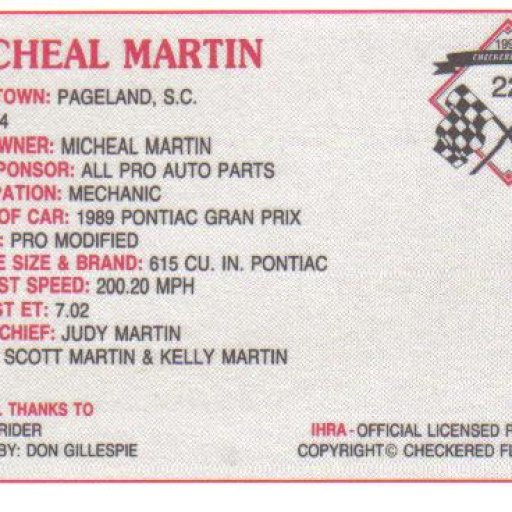 CHEAL MARTIN
TOWN: PAGELAND, S.C.
4
WNER: MICHEAL MARTIN
PONSOR: ALL PRO AUTO PARTS
PATION: MECHANIC
OF CAR: 1989 PONTIAC GRAN PRIX
: PRO MODIFIED
E SIZE & BRAND: 615 CU. IN. PONTIAC
ST SPEED: 200.20 MPH
ST ET: 7.02
CHIEF: JUDY MARTIN
SCOTT MARTIN & KELLY MARTIN
. THANKS TO
RIDER
BY: DON GILLESPIE
199
CHECKERED
22
IHRA - OFFICIAL LICENSED P
COPYRIGHT© CHECKERED FL